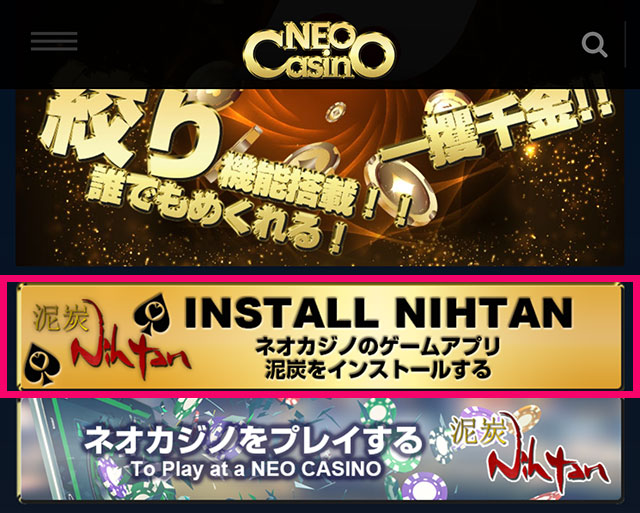 NEO
Casino
絞り
機能搭載！！
誰でもめくれる！
一攫千金!!
泥炭
Nihtan
INSTALL NIHTAN
ネオカジノのゲームアプリ
泥炭をインストールする
ネオカジノをプレイする
To Play at a NEO CASINO
泥炭
Nihtan